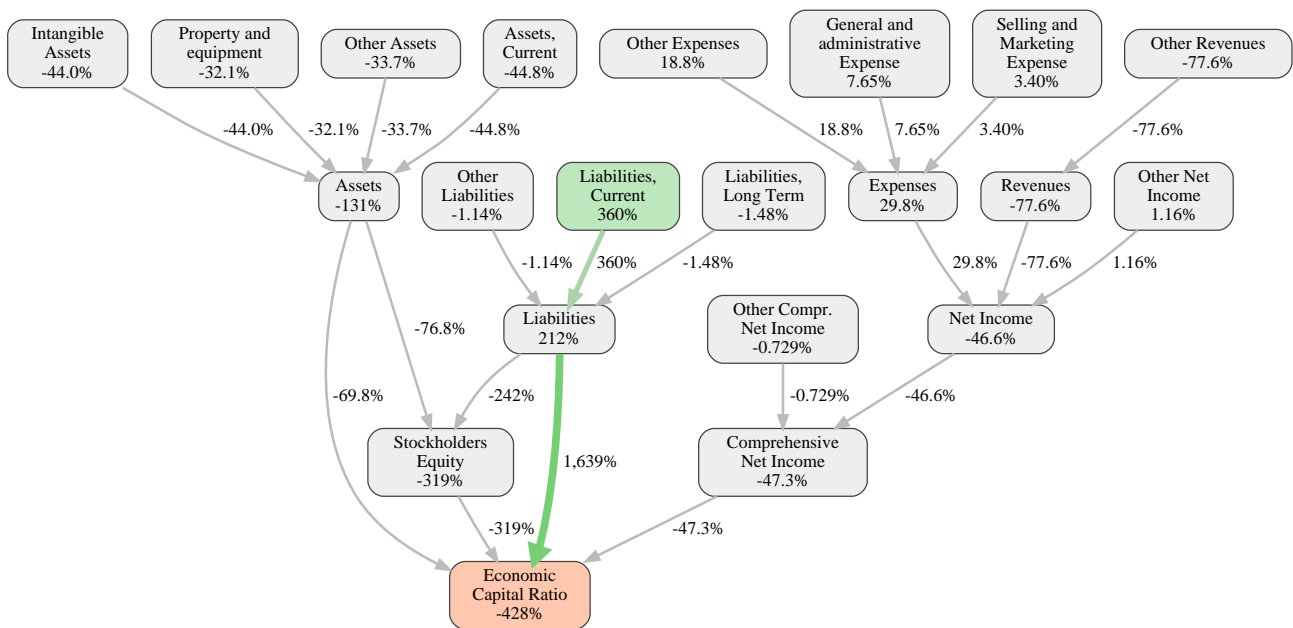 Intangible
Assets
-44.0%
Property and
equipment
-32.1%
Other Assets
-33.7%
Assets,
Current
-44.8%
Other Expenses
18.8%
General and
administrative
Expense
7.65%
Selling and
Marketing
Expense
3.40%
Other Revenues
-77.6%
-44.0%
-32.1%
-33.7%
-44.8%
18.8%
7.65%
3.40%
-77.6%
Assets
-131%
Other
Liabilities
-1.14%
Liabilities,
Current
360%
Liabilities,
Long Term
-1.48%
Expenses
29.8%
Revenues
-77.6%
Other Net
Income
1.16%
-1.14%
360%
-1.48%
29.8%
-77.6%
1.16%
-76.8%
Liabilities
212%
Other Compr.
Net Income
-0.729%
Net Income
-46.6%
-69.8%
-242%
-0.729%
-46.6%
Stockholders
Equity
-319%
1,639%
Comprehensive
Net Income
-47.3%
-319%
-47.3%
Economic
Capital Ratio
-428%